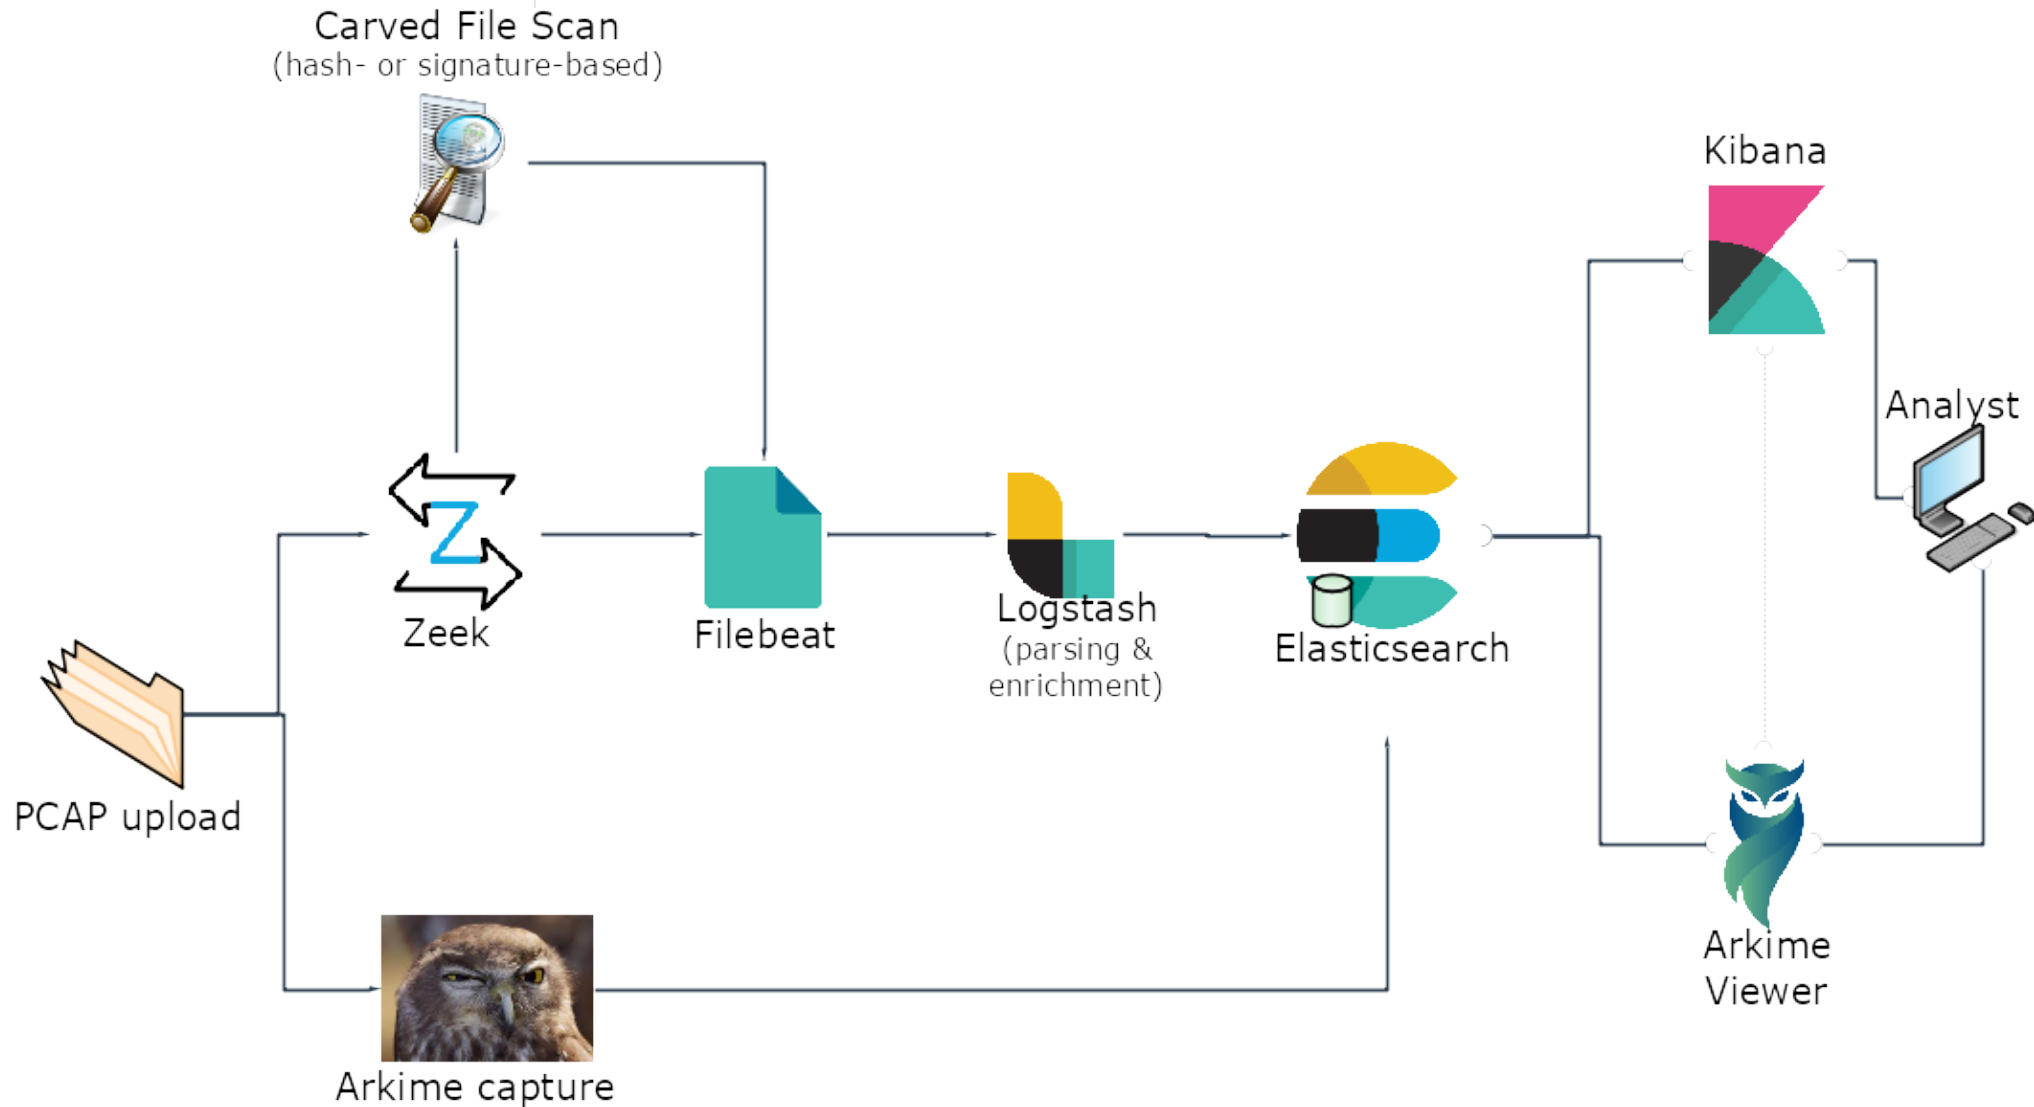 Carved File Scan
(hash- or signature-based)
Kibana
Analyst
Zeek
Filebeat
Logstash
(parsing &
enrichment)
Elasticsearch
PCAP upload
Arkime
Viewer
Arkime capture